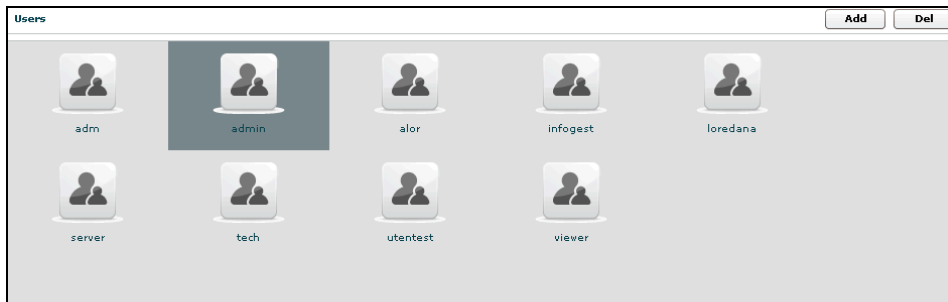 Users Add Del
adm admin alor infogest loredana
server tech utentest viewer